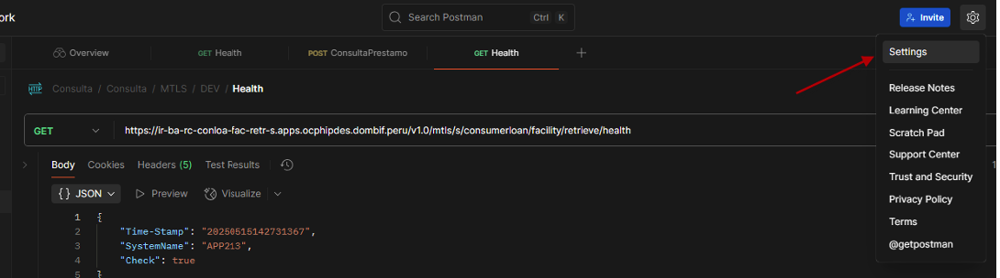 ork
Search Postman Ctrl K
Invite
Overview GET Health POST ConsultaPrestamo GET Health
HTTP Consulta / Consulta / MTLS / DEV / Health
GET https://ir-ba-rc-conloa-fac-retr-s.apps.ocphipdes.dombif.peru/v1.0/mtls/s/consumerloan/facility/retrieve/health
Body Cookies Headers (5) Test Results
{ } JSON Preview Visualize
1 {
2 "Time-Stamp": "20250515142731367",
3 "SystemName": "APP213",
4 "Check": true
5 }
Settings
Release Notes
Learning Center
Scratch Pad
Support Center
Trust and Security
Privacy Policy
Terms
@getpostman